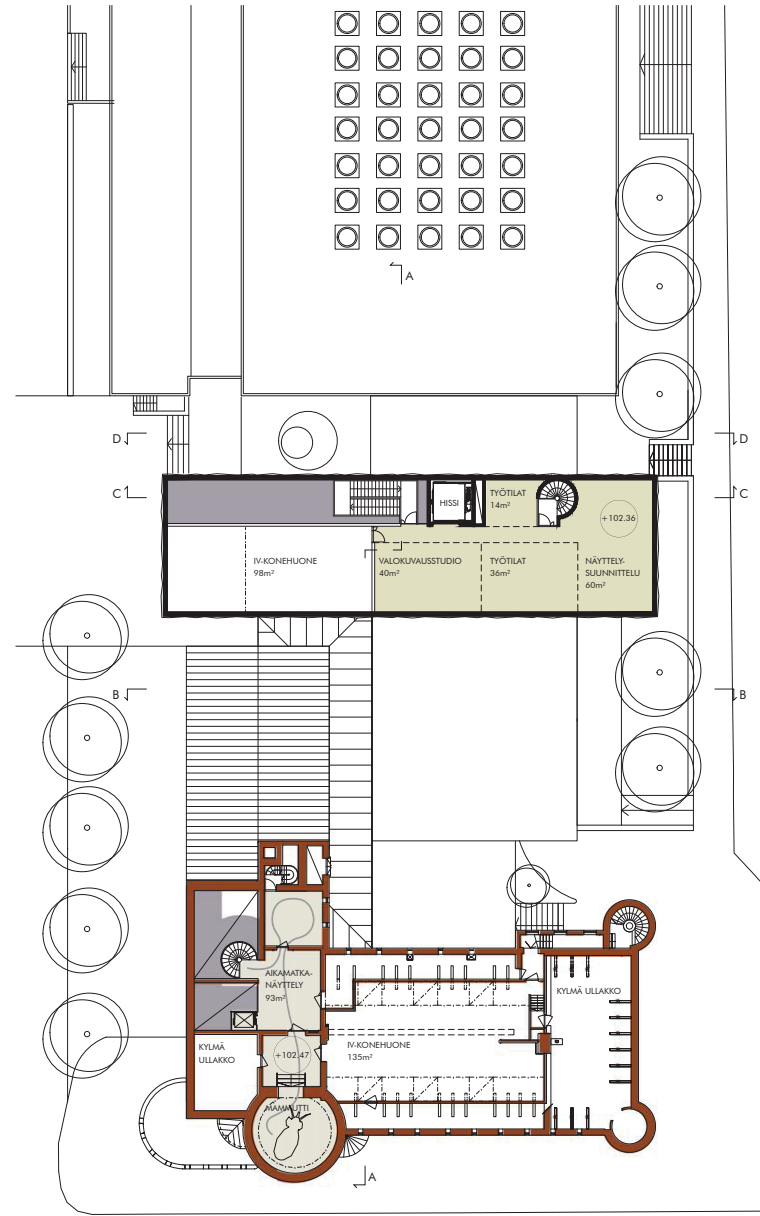 A
D
D
C
C
HISSI
TYÖTILAT
14m²
+102.36
IV-KONEHUONE
98m²
VALOKUVAUSSTUDIO
40m²
TYÖTILAT
36m²
NÄYTTELY-
SUUNNITTELU
60m²
B
B
AIKAMATKA-
NÄYTTELY
93m²
KYLMÄ ULLAKKO
KYLMÄ
ULLAKKO
+102.47
IV-KONEHUONE
135m²
MAMMUTTI
A